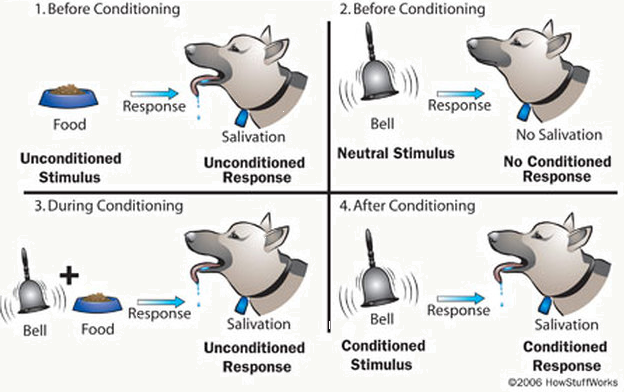 1. Before Conditioning
Food
Response
Salivation
Unconditioned
Stimulus
Unconditioned
Response
2. Before Conditioning
Bell
Response
No Salivation
Neutral Stimulus
No Conditioned
Response
3. During Conditioning
+
Bell
Food
Response
Salivation
Unconditioned
Response
4. After Conditioning
Bell
Response
Salivation
Conditioned
Stimulus
Conditioned
Response
©2006 HowStuffWorks